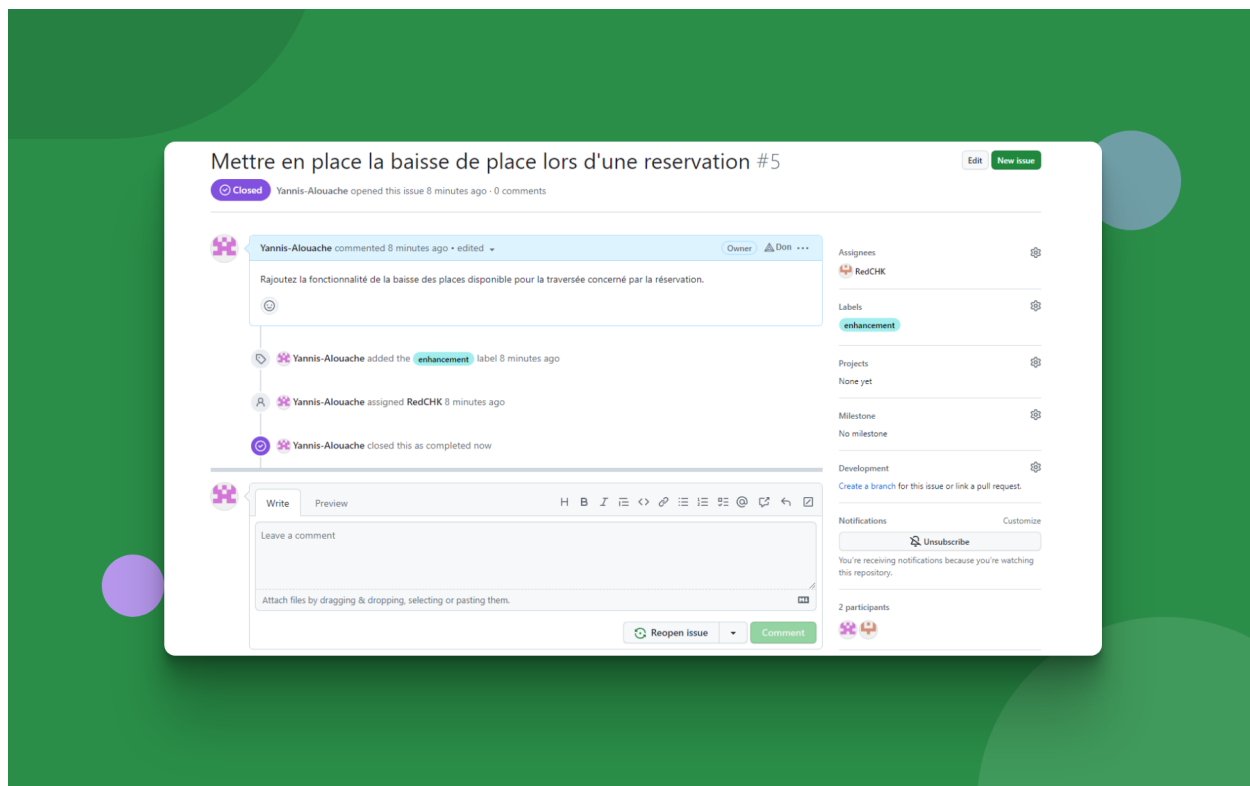 Mettre en place la baisse de place lors d'une reservation #5
Edit
New issue
Closed
Yannis-Alouache opened this issue 8 minutes ago · 0 comments
Yannis-Alouache commented 8 minutes ago • edited
Owner
Don
Rajoutez la fonctionnalité de la baisse des places disponible pour la traversée concerné par la réservation.
Yannis-Alouache added the enhancement label 8 minutes ago
Yannis-Alouache assigned RedCHK 8 minutes ago
Yannis-Alouache closed this as completed now
Write
Preview
Leave a comment
Attach files by dragging & dropping, selecting or pasting them.
Reopen issue
Comment
Assignees
RedCHK
Labels
enhancement
Projects
None yet
Milestone
No milestone
Development
Create a branch for this issue or link a pull request.
Notifications
Customize
Unsubscribe
You're receiving notifications because you're watching
this repository.
2 participants